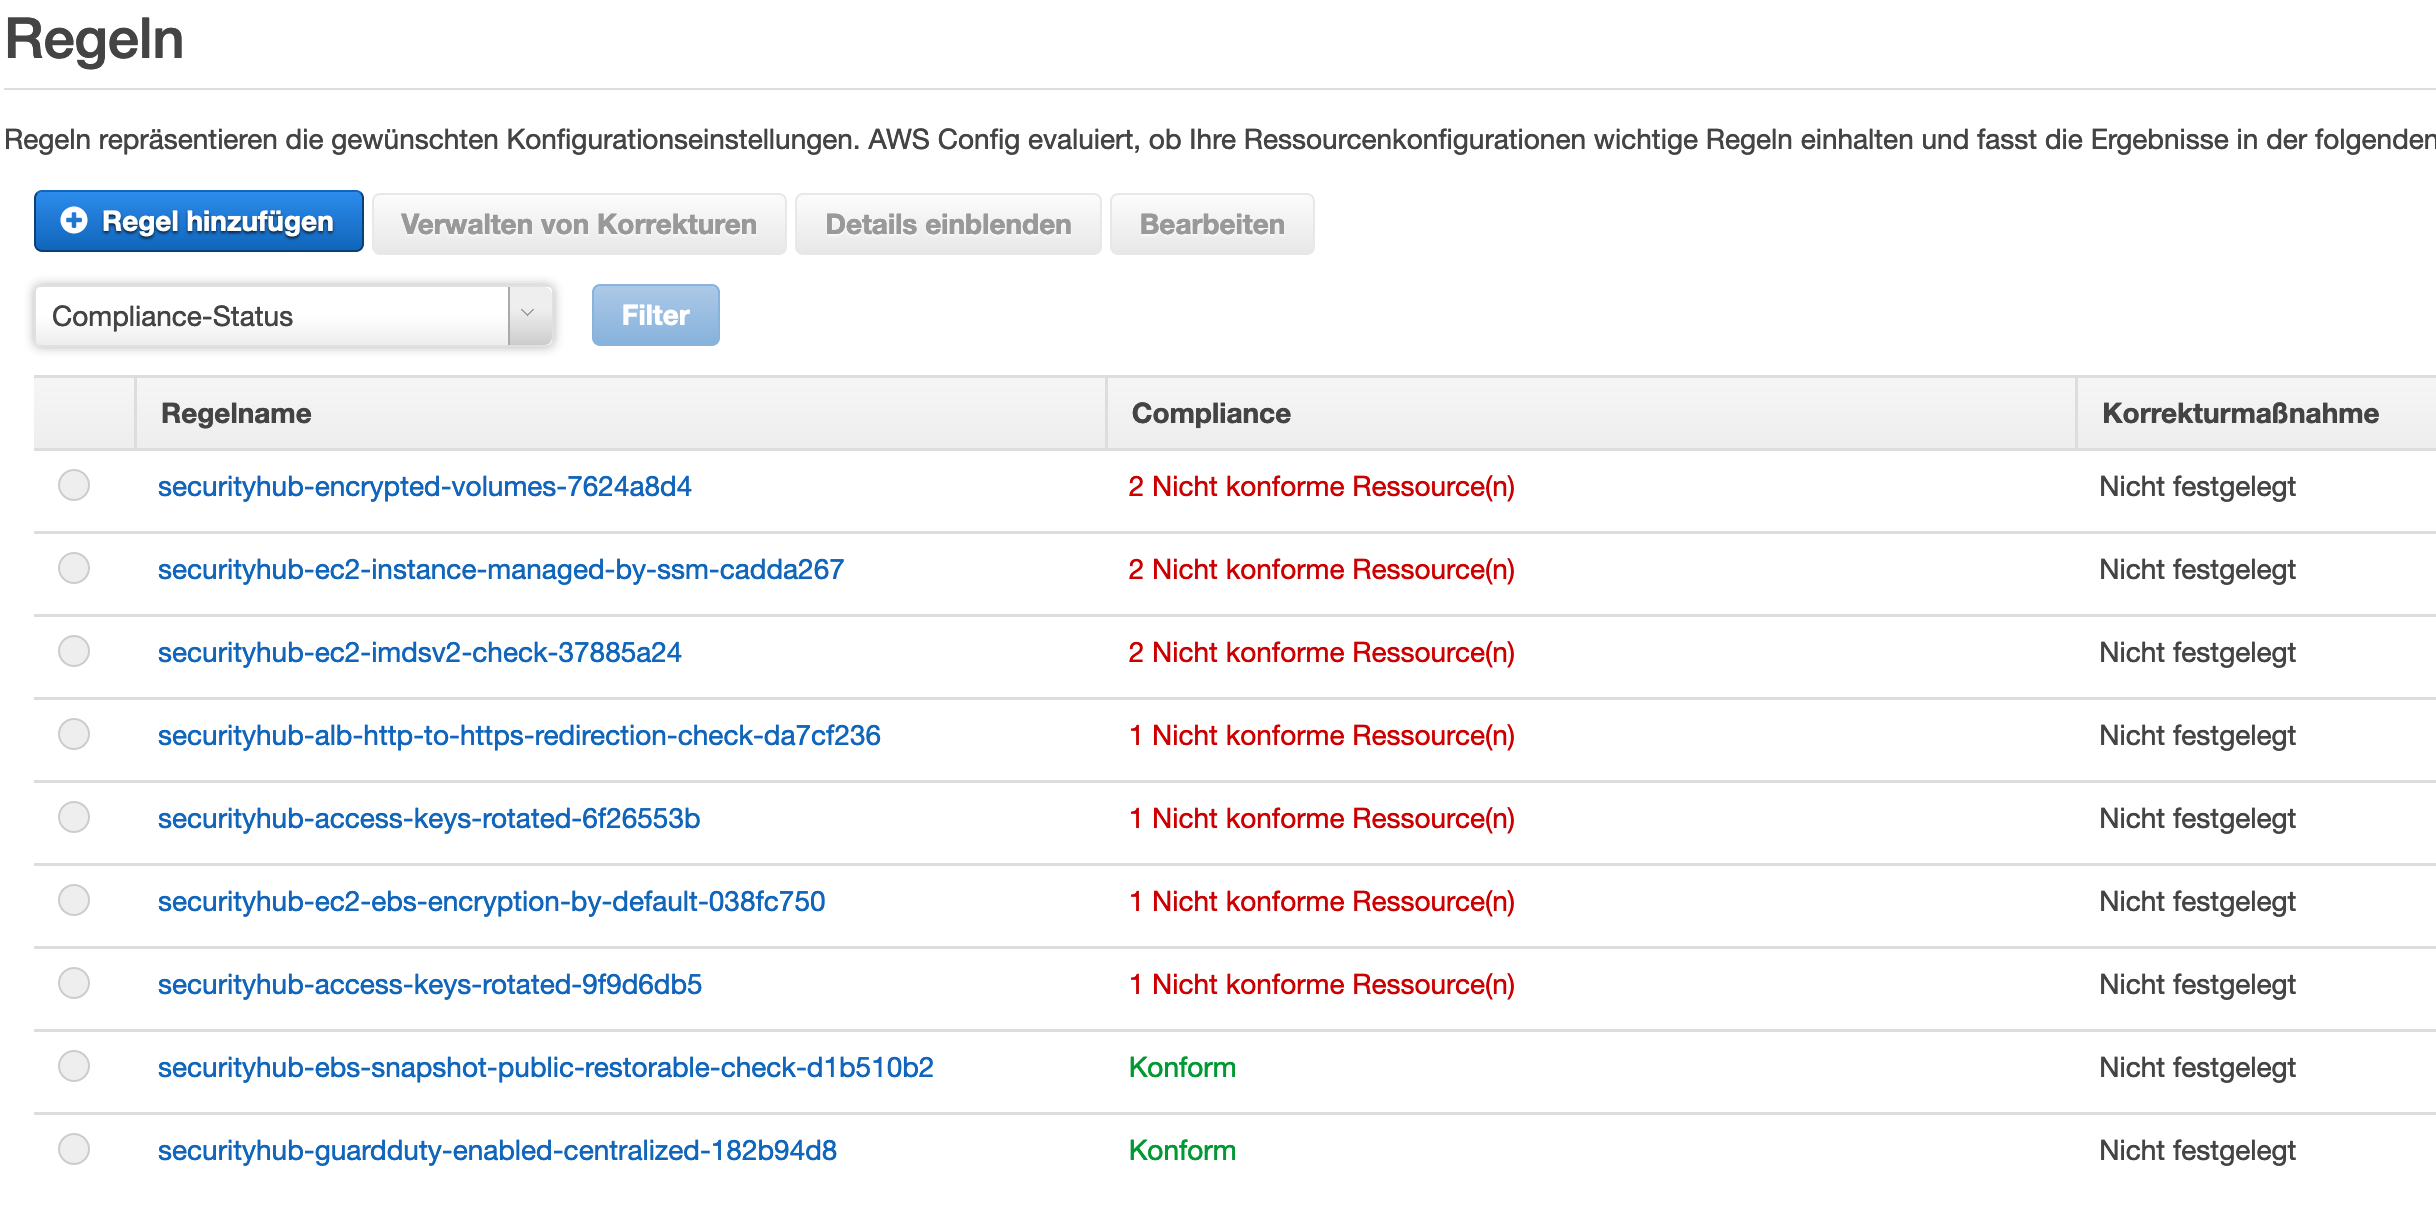 Regeln
Regeln repräsentieren die gewünschten Konfigurationseinstellungen. AWS Config evaluiert, ob Ihre Ressourcenkonfigurationen wichtige Regeln einhalten und fasst die Ergebnisse in der folgenden
Regel hinzufügen Verwalten von Korrekturen Details einblenden Bearbeiten
Compliance-Status Filter
Regelname Compliance Korrekturmaßnahme
securityhub-encrypted-volumes-7624a8d4 2 Nicht konforme Ressource(n) Nicht festgelegt
securityhub-ec2-instance-managed-by-ssm-cadda267 2 Nicht konforme Ressource(n) Nicht festgelegt
securityhub-ec2-imdsv2-check-37885a24 2 Nicht konforme Ressource(n) Nicht festgelegt
securityhub-alb-http-to-https-redirection-check-da7cf236 1 Nicht konforme Ressource(n) Nicht festgelegt
securityhub-access-keys-rotated-6f26553b 1 Nicht konforme Ressource(n) Nicht festgelegt
securityhub-ec2-ebs-encryption-by-default-038fc750 1 Nicht konforme Ressource(n) Nicht festgelegt
securityhub-access-keys-rotated-9f9d6db5 1 Nicht konforme Ressource(n) Nicht festgelegt
securityhub-ebs-snapshot-public-restorable-check-d1b510b2 Konform Nicht festgelegt
securityhub-guardduty-enabled-centralized-182b94d8 Konform Nicht festgelegt